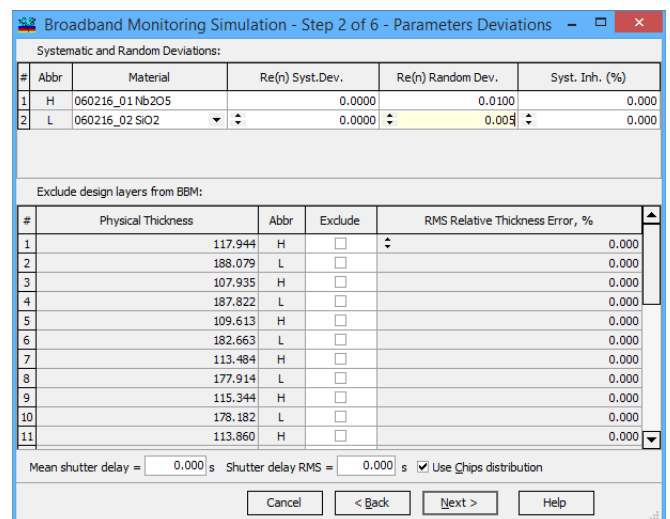 Broadband Monitoring Simulation - Step 2 of 6 - Parameters Deviations
Systematic and Random Deviations:
# Abbr Material Re(n) Syst.Dev. Re(n) Random Dev. Syst. Inh. (%)
1 H 060216_01 Nb2O5 0.0000 0.0100 0.000
2 L 060216_02 SiO2 0.0000 0.005 0.000
Exclude design layers from BBM:
# Physical Thickness Abbr Exclude RMS Relative Thickness Error, %
1 117.944 H 0.000
2 188.079 L 0.000
3 107.935 H 0.000
4 187.822 L 0.000
5 109.613 H 0.000
6 182.663 L 0.000
7 113.484 H 0.000
8 177.914 L 0.000
9 115.344 H 0.000
10 178.182 L 0.000
11 113.860 H 0.000
Mean shutter delay = 0.000 s Shutter delay RMS = 0.000 s Use Chips distribution
Cancel < Back Next > Help